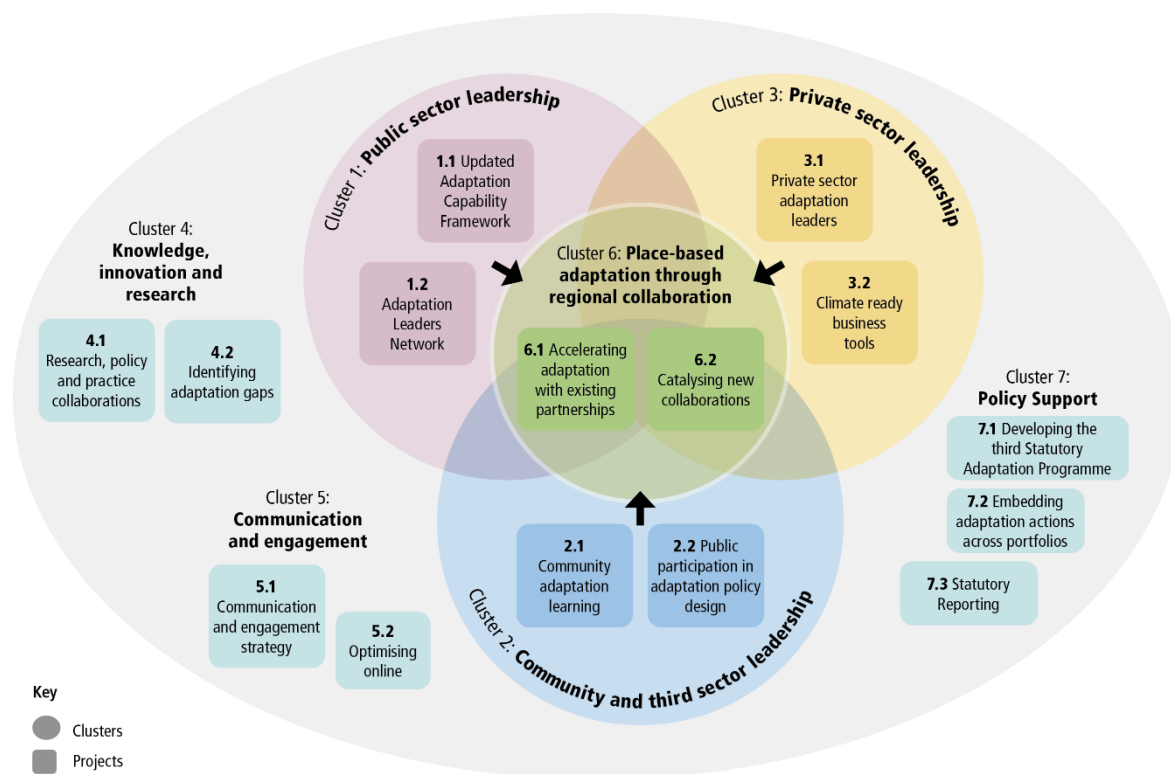 Cluster 1: Public sector leadership
1.1 Updated
Adaptation
Capability
Framework
1.2
Adaptation
Leaders
Network
Cluster 3: Private sector leadership
3.1
Private sector
adaptation
leaders
3.2
Climate ready
business
tools
Cluster 6: Place-based
adaptation through
regional collaboration
6.1 Accelerating
adaptation
with existing
partnerships
6.2
Catalysing new
collaborations
Cluster 4:
Knowledge,
innovation and
research
4.1
Research, policy
and practice
collaborations
4.2
Identifying
adaptation gaps
Cluster 7:
Policy Support
7.1 Developing the
third Statutory
Adaptation Programme
7.2 Embedding
adaptation actions
across portfolios
7.3 Statutory
Reporting
Cluster 5:
Communication
and engagement
5.1
Communication
and engagement
strategy
5.2
Optimising
online
2.1
Community
adaptation
learning
2.2 Public
participation in
adaptation policy
design
Cluster 2: Community and third sector leadership
Key
Clusters
Projects